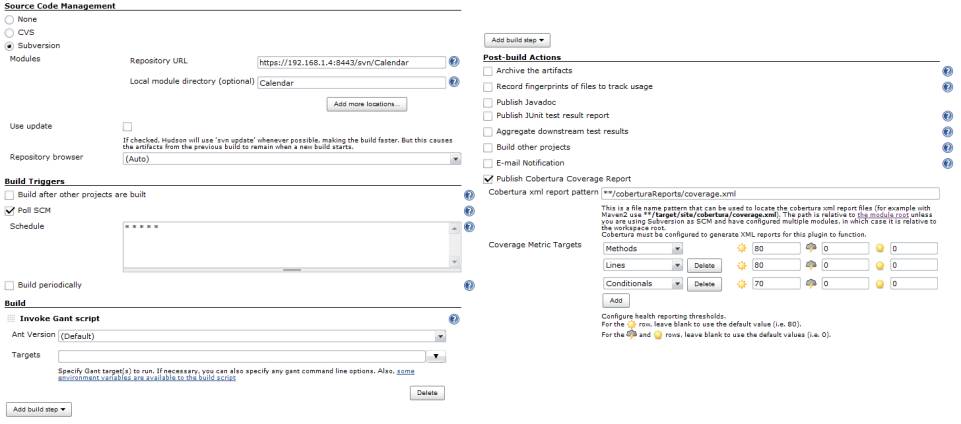 Source Code Management
None
CVS
Subversion
Modules
Repository URL
https://192.168.1.4:8443/svn/Calendar
Local module directory (optional)
Calendar
Add more locations...
Use update
If checked, Hudson will use 'svn update' whenever possible, making the build faster. But this causes
the artifacts from the previous build to remain when a new build starts.
Repository browser
(Auto)
Build Triggers
Build after other projects are built
Poll SCM
Schedule
* * * * *
Build periodically
Build
Invoke Gant script
Ant Version
(Default)
Targets
Specify Gant target(s) to run. If necessary, you can also specify any gant command line options. Also, some
environment variables are available to the build script
Delete
Add build step
Add build step
Post-build Actions
Archive the artifacts
Record fingerprints of files to track usage
Publish Javadoc
Publish JUnit test result report
Aggregate downstream test results
Build other projects
E-mail Notification
Publish Cobertura Coverage Report
Cobertura xml report pattern
**/coberturaReports/coverage.xml
This is a file name pattern that can be used to locate the cobertura xml report files (for example with
Maven2 use **/target/site/cobertura/coverage.xml). The path is relative to the module root unless
you are using Subversion as SCM and have configured multiple modules, in which case it is relative to
the workspace root.
Cobertura must be configured to generate XML reports for this plugin to function.
Coverage Metric Targets
Methods 80 0 0
Lines Delete 80 0 0
Conditionals Delete 70 0 0
Add
Configure health reporting thresholds.
For the row, leave blank to use the default value (i.e. 80).
For the and rows, leave blank to use the default values (i.e. 0).